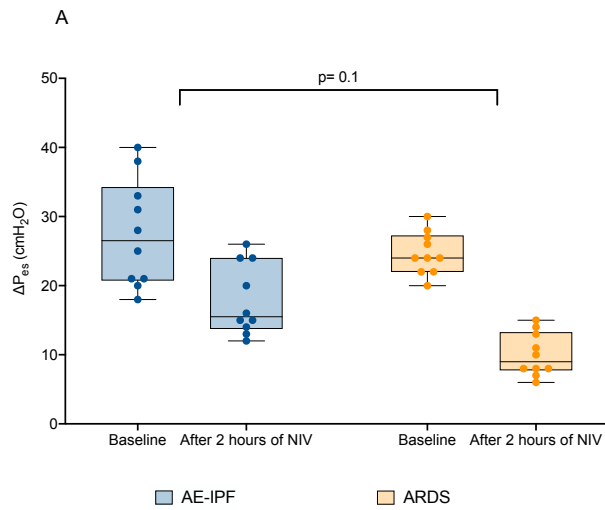 A
p= 0.1
ΔPes (cmH2O)
50
40
30
20
10
0
Baseline After 2 hours of NIV Baseline After 2 hours of NIV
AE-IPF ARDS